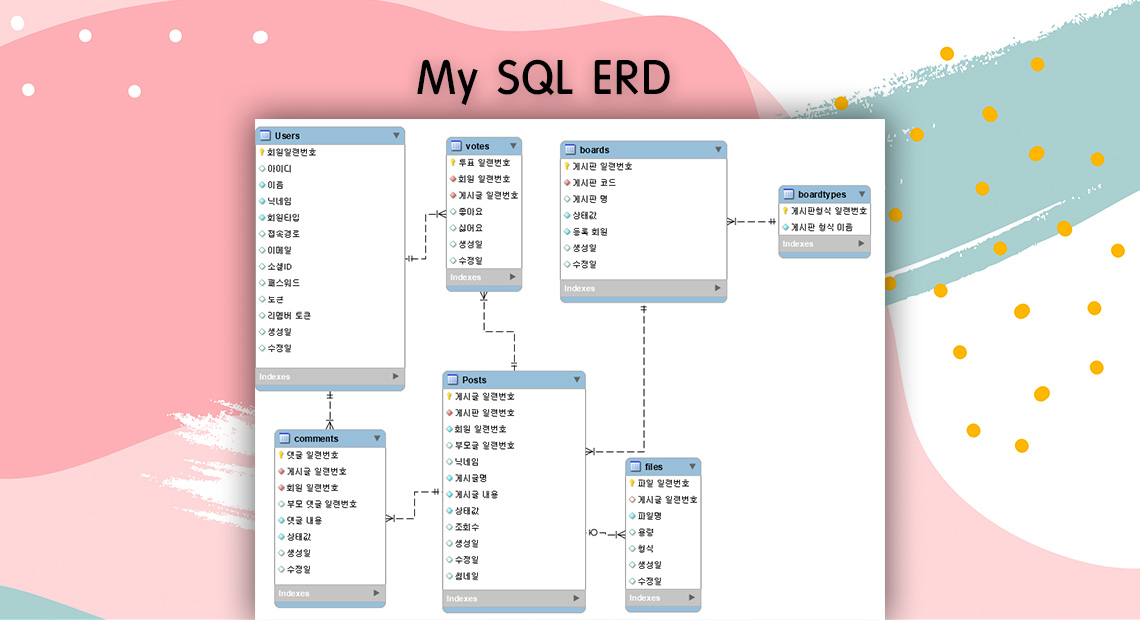 My SQL ERD
Users
회원일련번호
아이디
이름
닉네임
회원타입
접속경로
이메일
소셜ID
패스워드
토큰
리멤버 토큰
생성일
수정일
Indexes
votes
투표 일련번호
회원 일련번호
게시글 일련번호
좋아요
싫어요
생성일
수정일
Indexes
boards
게시판 일련번호
게시판 코드
게시판 명
상태값
등록 회원
생성일
수정일
Indexes
boardtypes
게시판형식 일련번호
게시판 형식 이름
Indexes
comments
댓글 일련번호
게시글 일련번호
회원 일련번호
부모 댓글 일련번호
댓글 내용
상태값
생성일
수정일
Indexes
Posts
게시글 일련번호
게시판 일련번호
회원 일련번호
부모글 일련번호
닉네임
게시글명
게시글 내용
상태값
조회수
생성일
수정일
썸네일
Indexes
files
파일 일련번호
게시글 일련번호
파일명
용량
형식
생성일
수정일
Indexes